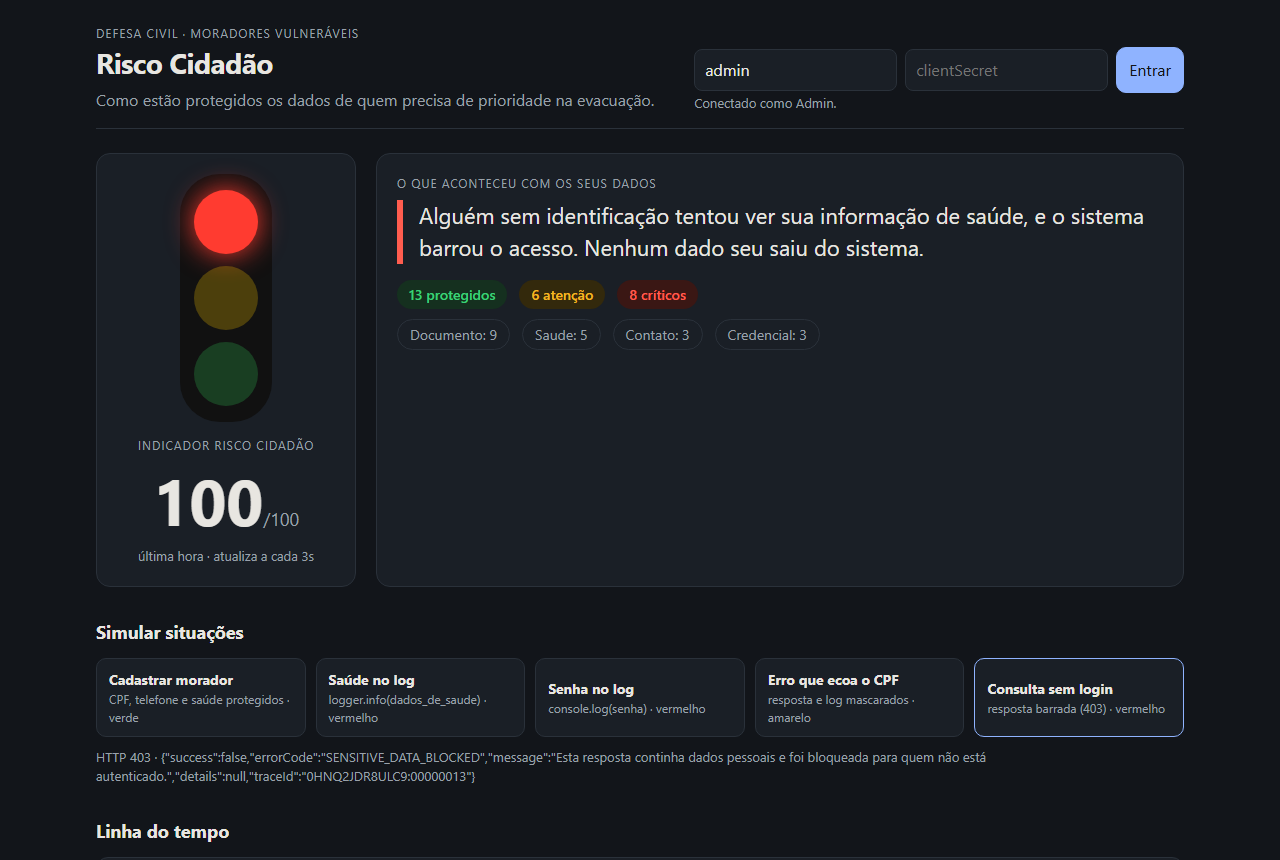 DEFESA CIVIL · MORADORES VULNERÁVEIS
Risco Cidadão
Como estão protegidos os dados de quem precisa de prioridade na evacuação.
admin
clientSecret
Entrar
Conectado como Admin.
INDICADOR RISCO CIDADÃO
100/100
última hora · atualiza a cada 3s
O QUE ACONTECEU COM OS SEUS DADOS
Alguém sem identificação tentou ver sua informação de saúde, e o sistema
barrou o acesso. Nenhum dado seu saiu do sistema.
13 protegidos
6 atenção
8 críticos
Documento: 9
Saude: 5
Contato: 3
Credencial: 3
Simular situações
Cadastrar morador
CPF, telefone e saúde protegidos ·
verde
Saúde no log
logger.info(dados_de_saude) ·
vermelho
Senha no log
console.log(senha) · vermelho
Erro que ecoa o CPF
resposta e log mascarados ·
amarelo
Consulta sem login
resposta barrada (403) · vermelho
HTTP 403 · {"success":false,"errorCode":"SENSITIVE_DATA_BLOCKED","message":"Esta resposta continha dados pessoais e foi bloqueada para quem não está
autenticado.","details":null,"traceId":"0HNQ2JDR8ULC9:00000013"}
Linha do tempo